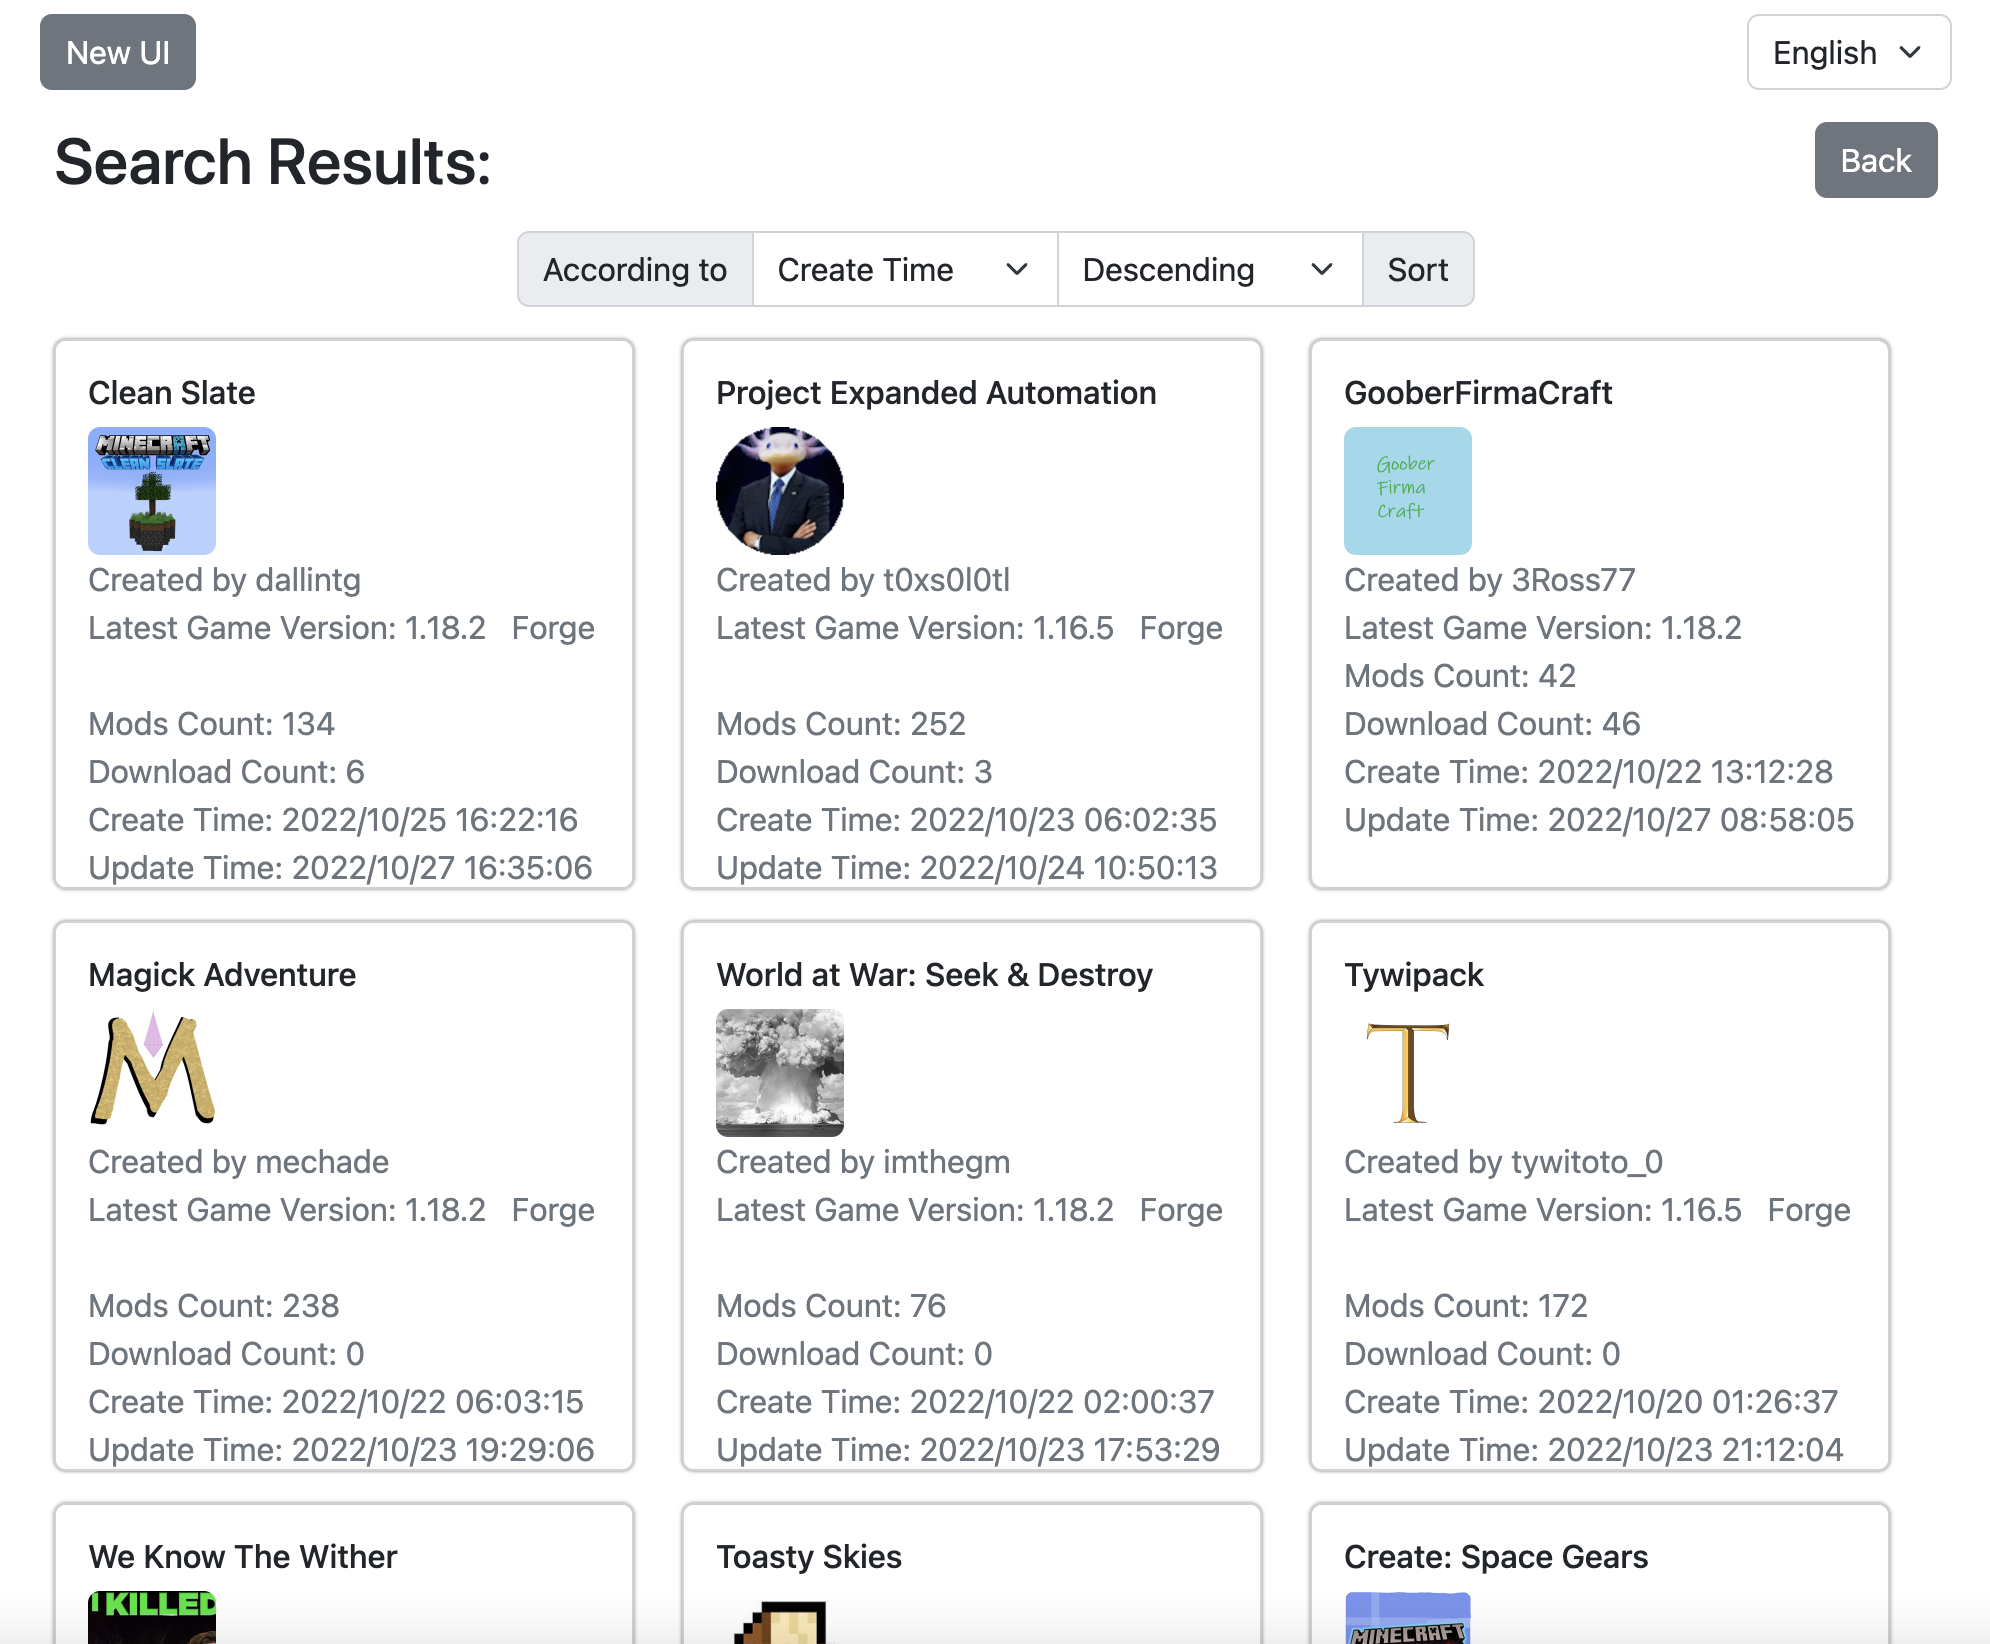 New UI
English
Search Results:
Back
According to Create Time Descending Sort
Clean Slate
MINECRAFT
CLEAN SLATE
Created by dallintg
Latest Game Version: 1.18.2 Forge
Mods Count: 134
Download Count: 6
Create Time: 2022/10/25 16:22:16
Update Time: 2022/10/27 16:35:06
Project Expanded Automation
Created by t0xs0l0tl
Latest Game Version: 1.16.5 Forge
Mods Count: 252
Download Count: 3
Create Time: 2022/10/23 06:02:35
Update Time: 2022/10/24 10:50:13
GooberFirmaCraft
Goober
Firma
Craft
Created by 3Ross77
Latest Game Version: 1.18.2
Mods Count: 42
Download Count: 46
Create Time: 2022/10/22 13:12:28
Update Time: 2022/10/27 08:58:05
Magick Adventure
M
Created by mechade
Latest Game Version: 1.18.2 Forge
Mods Count: 238
Download Count: 0
Create Time: 2022/10/22 06:03:15
Update Time: 2022/10/23 19:29:06
World at War: Seek & Destroy
Created by imthegm
Latest Game Version: 1.18.2 Forge
Mods Count: 76
Download Count: 0
Create Time: 2022/10/22 02:00:37
Update Time: 2022/10/23 17:53:29
Tywipack
T
Created by tywitoto_0
Latest Game Version: 1.16.5 Forge
Mods Count: 172
Download Count: 0
Create Time: 2022/10/20 01:26:37
Update Time: 2022/10/23 21:12:04
We Know The Wither
I KILLED
Toasty Skies
Create: Space Gears
MINECRAFT